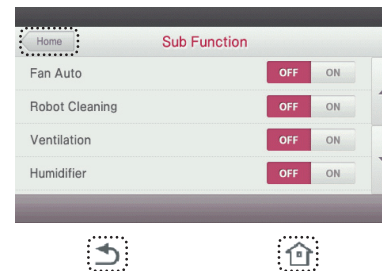 Home Sub Function
Fan Auto OFF ON
Robot Cleaning OFF ON
Ventilation OFF ON
Humidifier OFF ON